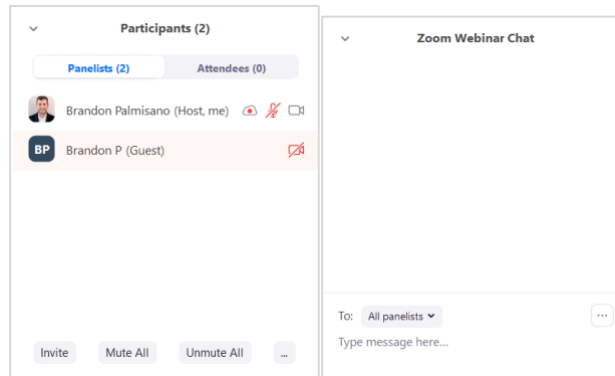 Participants (2)
Panelists (2) Attendees (0)
Brandon Palmisano (Host, me)
BP Brandon P (Guest)
Invite Mute All Unmute All ...
Zoom Webinar Chat
To: All panelists
...
Type message here...